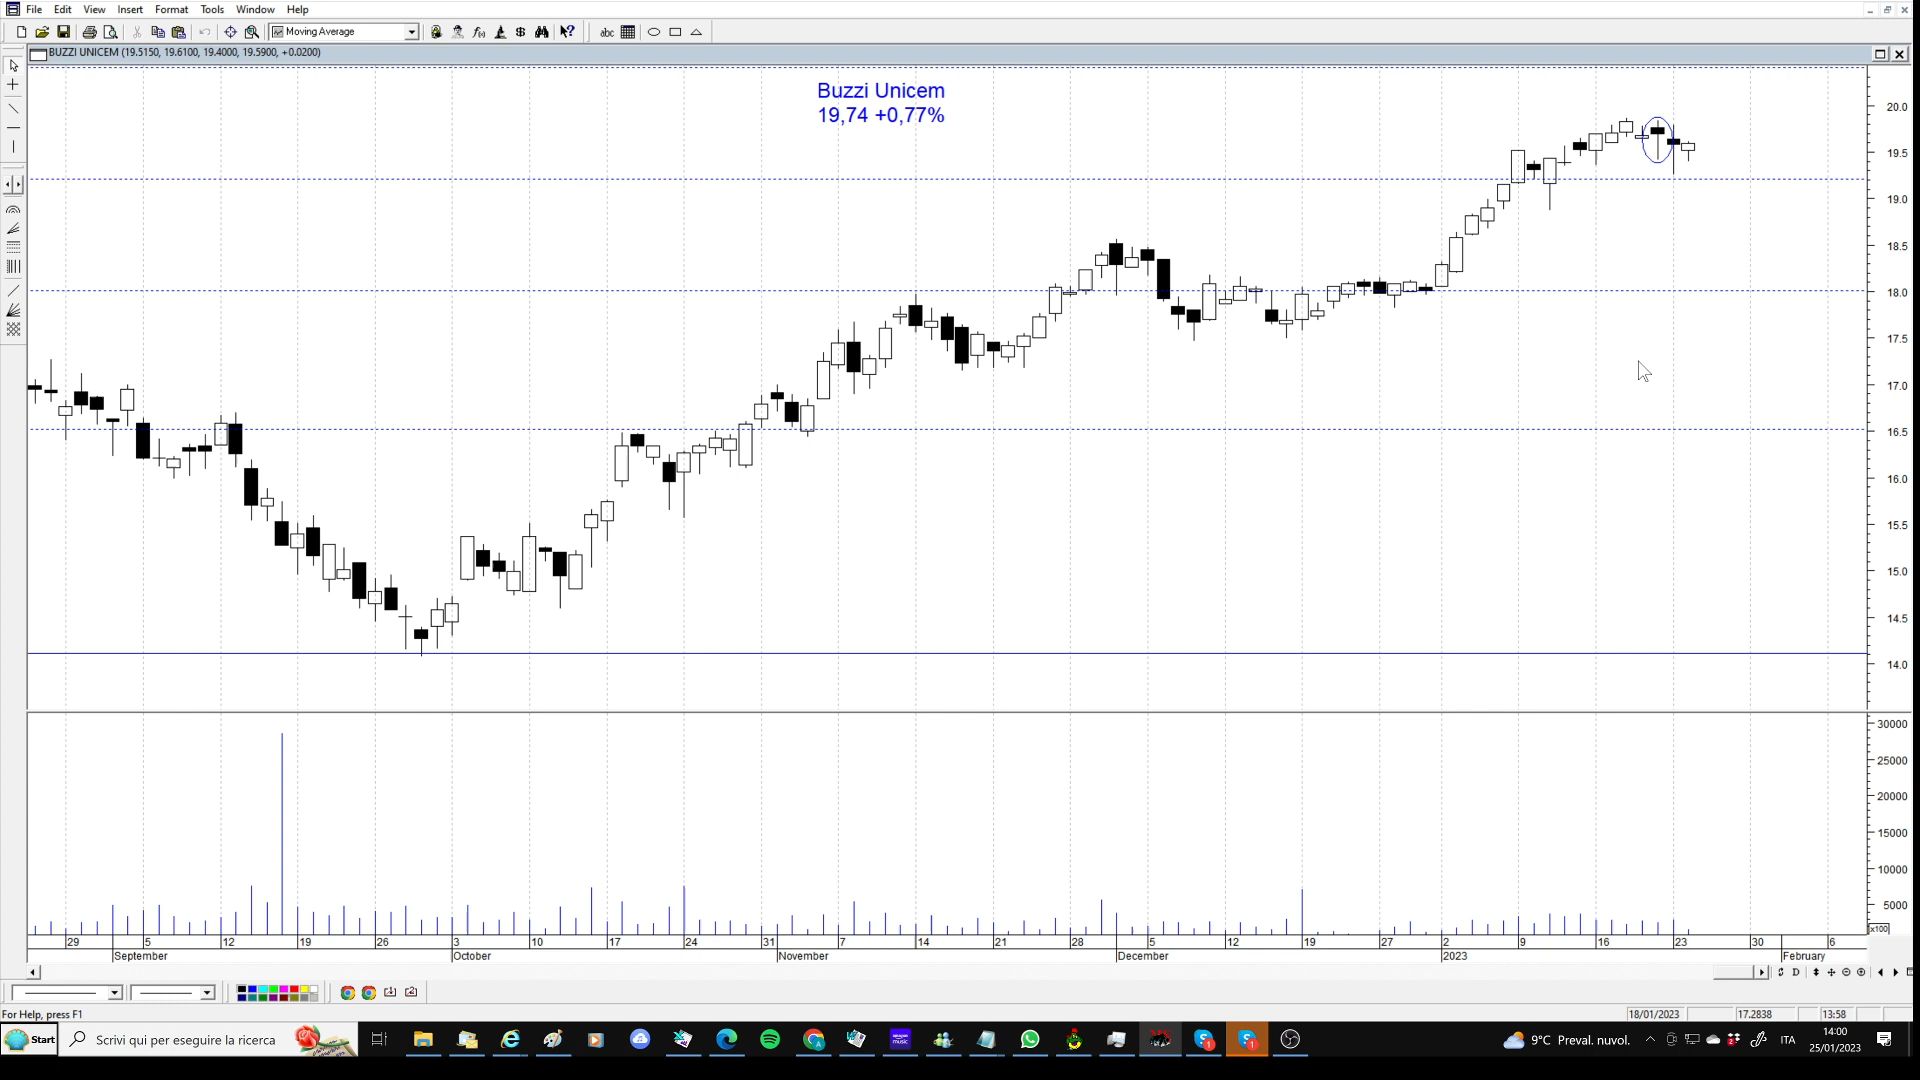 File Edit View Insert Format Tools Window Help
Moving Average
abc
BUZZI UNICEM (19.5150, 19.6100, 19.4000, 19.5900, +0.0200)
Buzzi Unicem
19,74 +0,77%
20.0
19.5
19.0
18.5
18.0
17.5
17.0
16.5
16.0
15.5
15.0
14.5
14.0
30000
25000
20000
15000
10000
5000
x100
29 5 12 19 26 3 10 17 24 31 7 14 21 28 5 12 19 27 2 9 16 23 30 6
September October November December 2023 February
D
For Help, press F1
18/01/2023 17.2838 13:58
Start
Scrivi qui per eseguire la ricerca
9°C Preval. nuvol.
ITA
14:00
25/01/2023